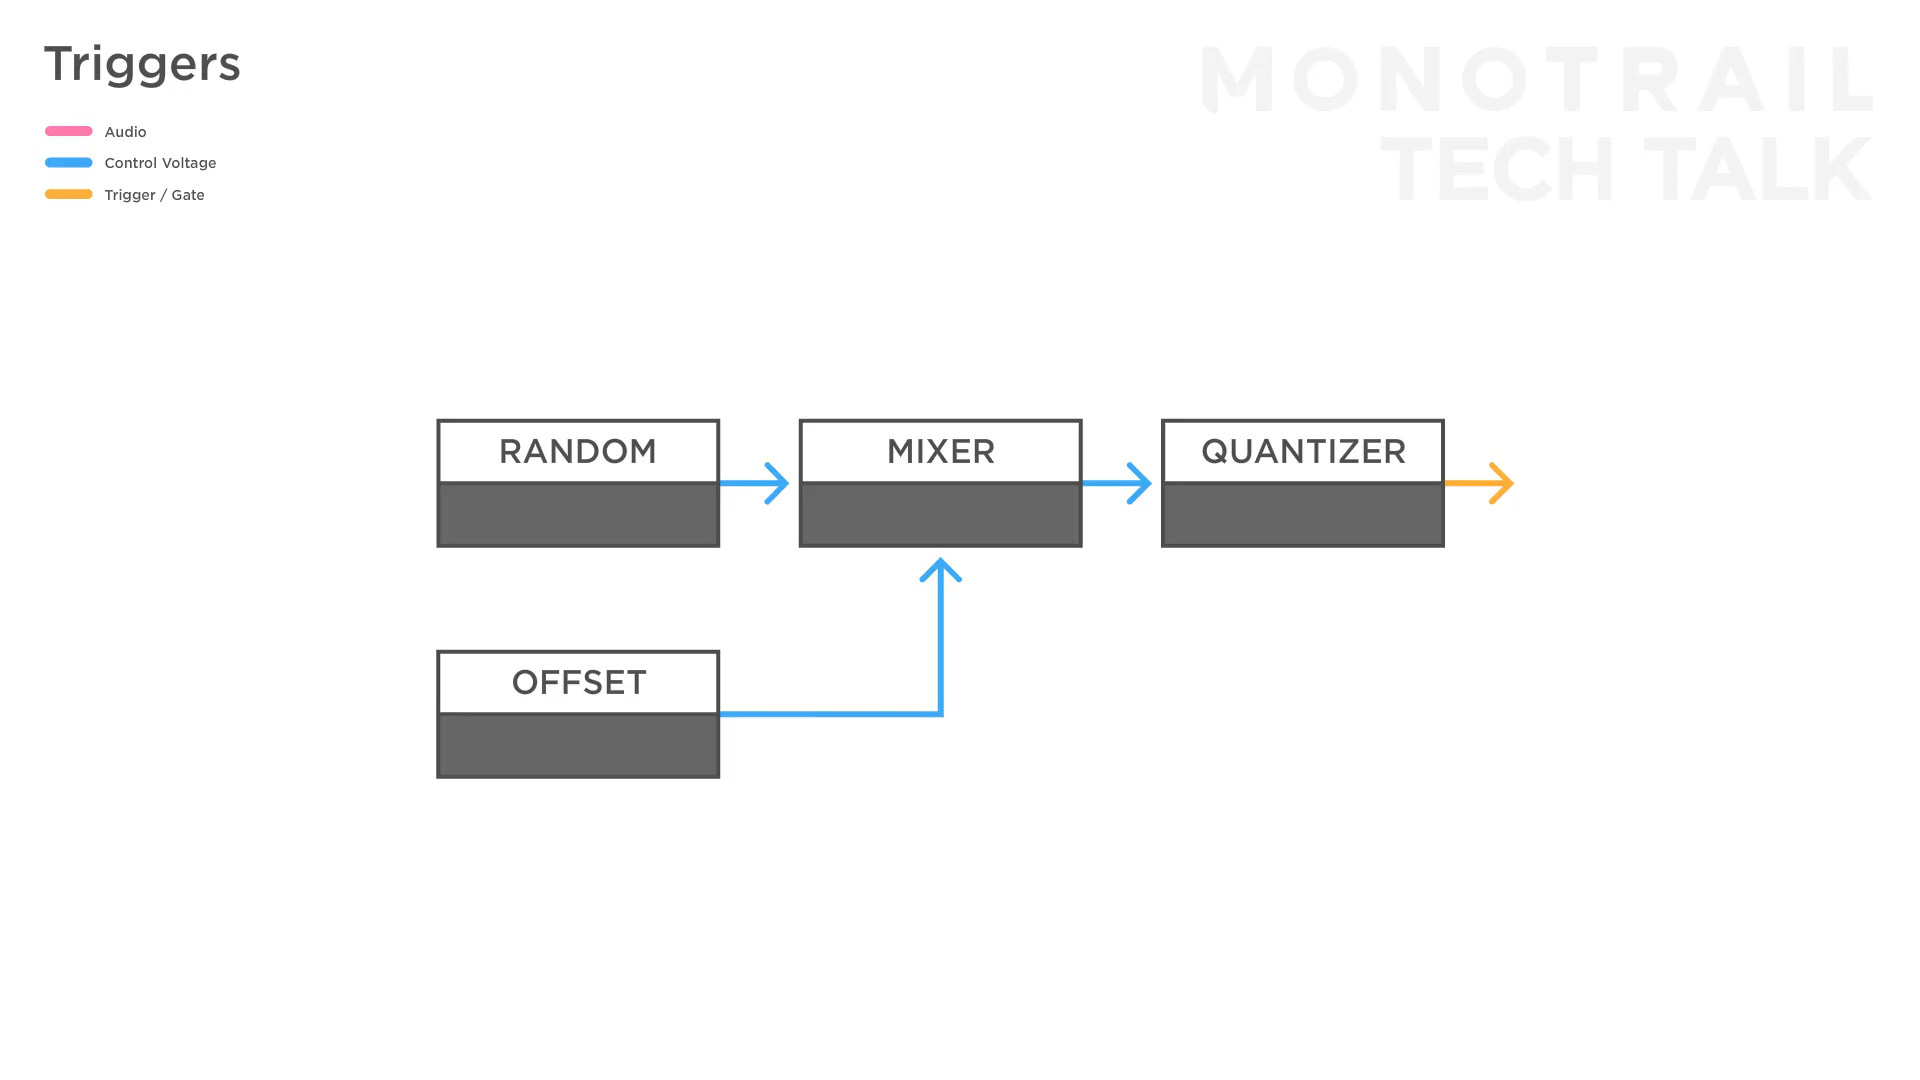 Triggers
MONOTRAIL
TECH TALK
Audio
Control Voltage
Trigger / Gate
RANDOM
MIXER
QUANTIZER
OFFSET